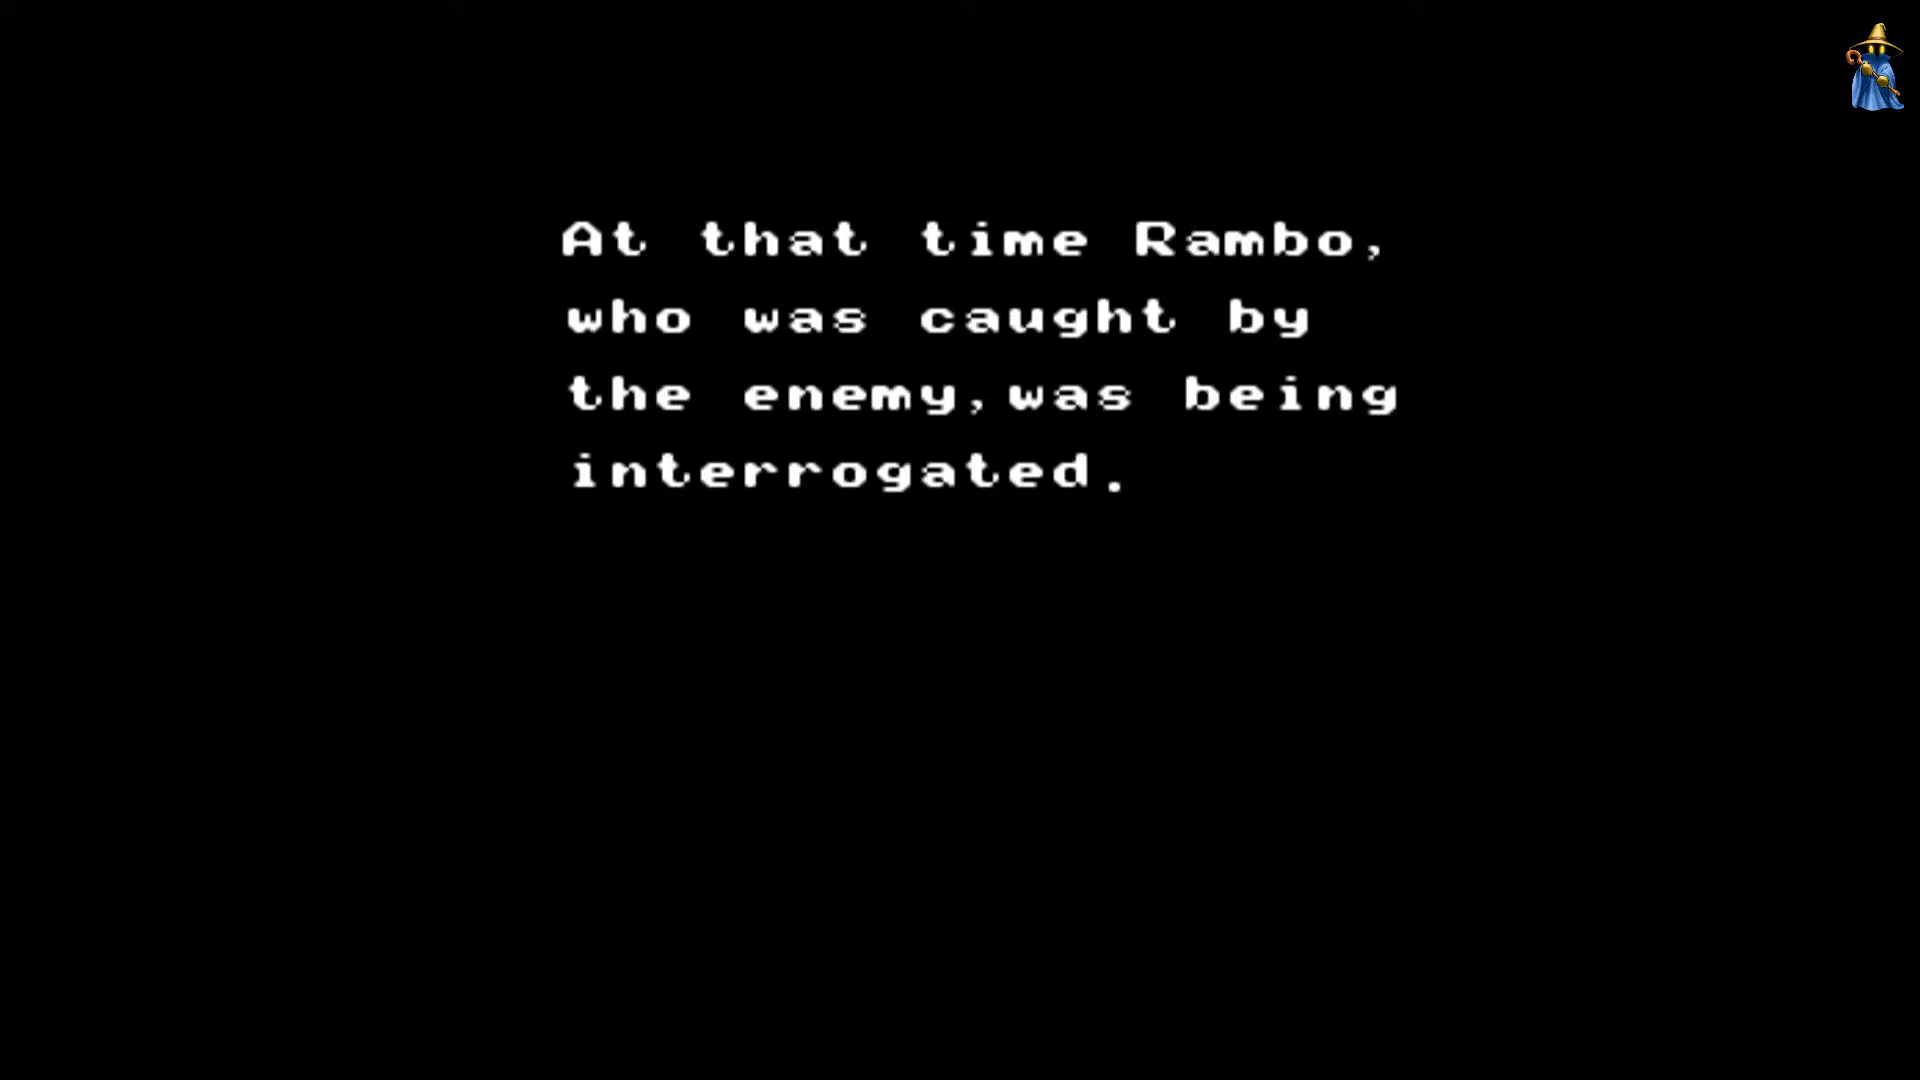 At that time Rambo,
who was caught by
the enemy,was being
interrogated.